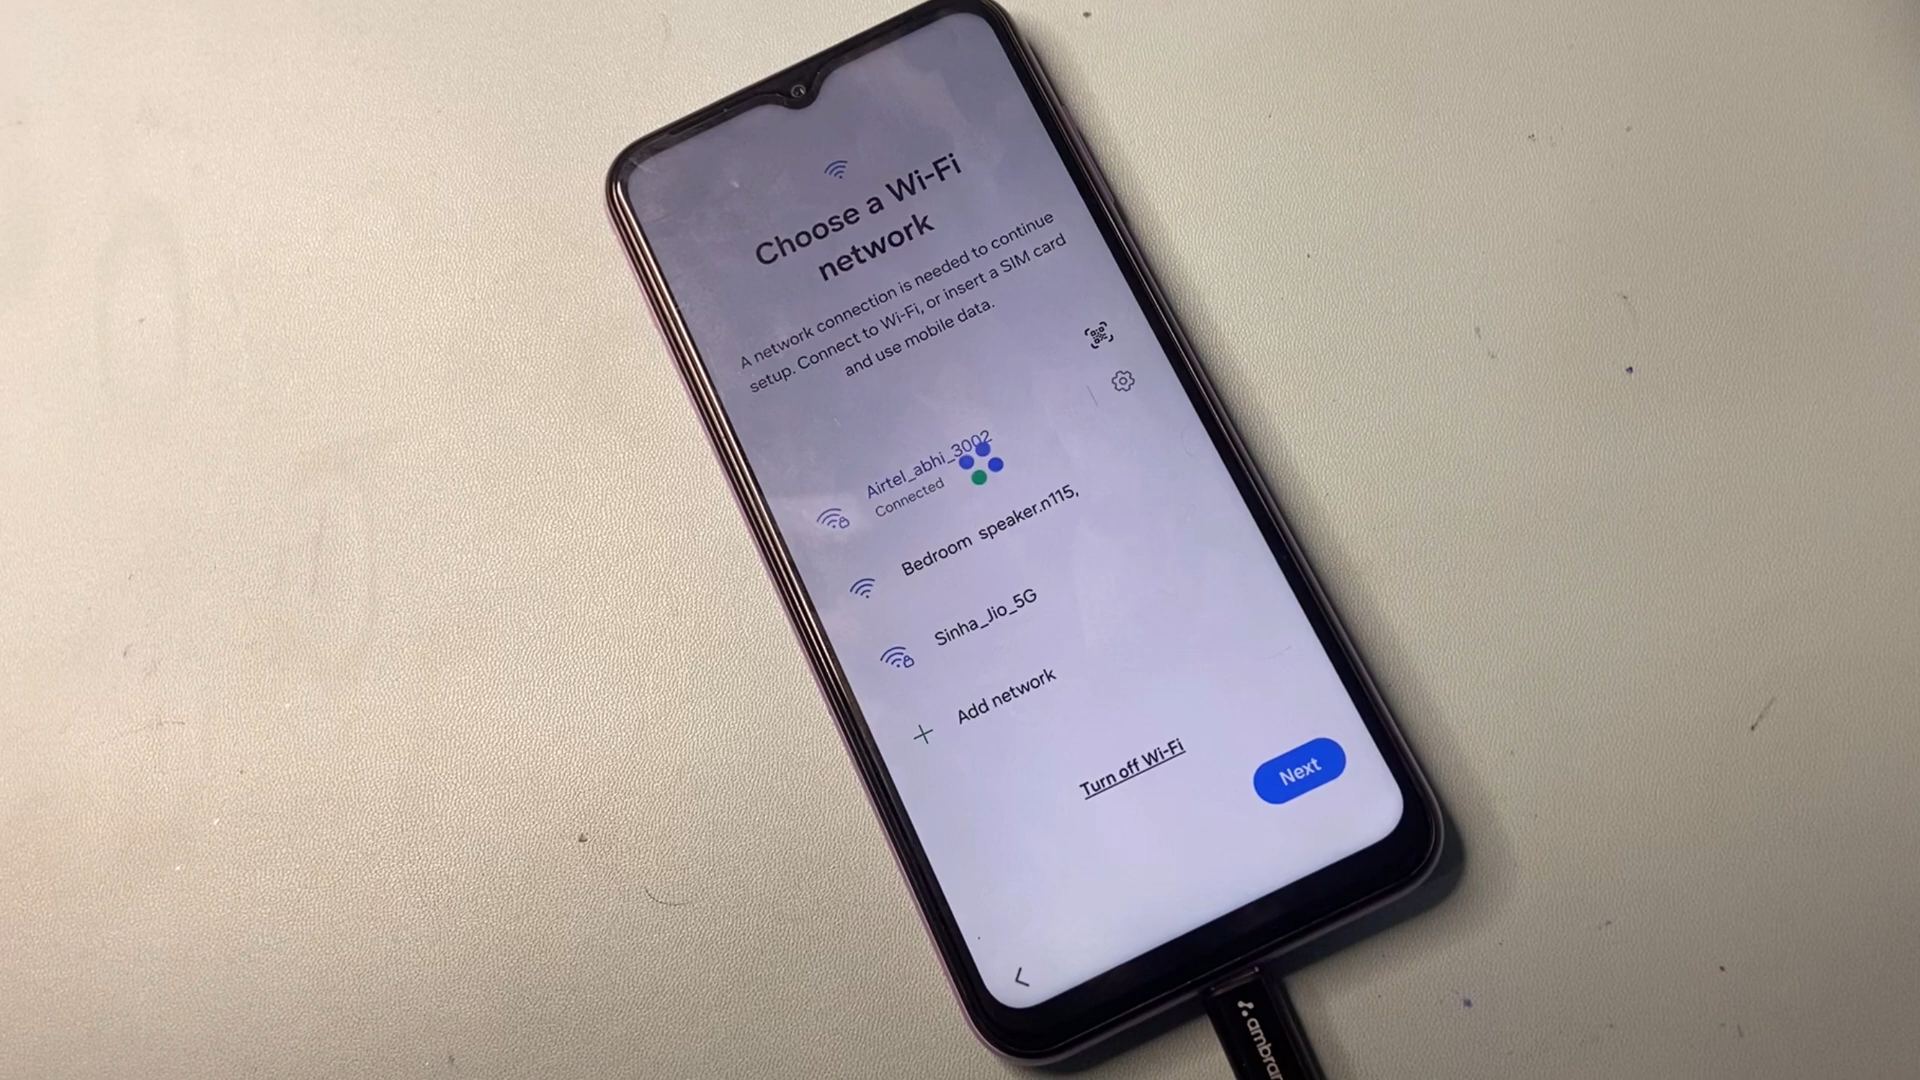 Choose a Wi-Fi
network
A network connection is needed to continue
setup. Connect to Wi-Fi, or insert a SIM card
and use mobile data.
Airtel_abhi_3002
Connected
Bedroom speaker.n115,
Sinha_Jio_5G
Add network
Turn off Wi-Fi
Next
ambran